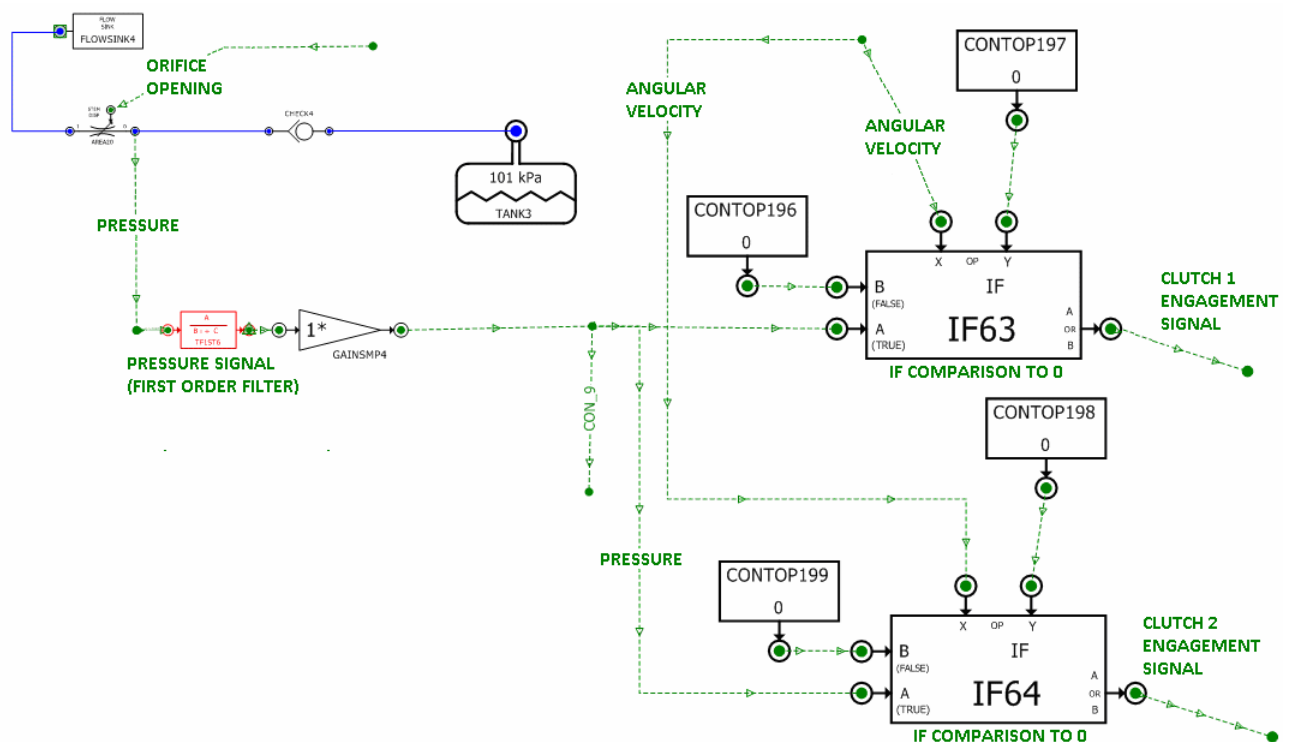 FLOW
SINK
FLOWSINK4
ORIFICE
OPENING
STEM
DISP
AREA20
CHECK4
101 kPa
TANK3
PRESSURE
A
B s + C
TF1ST6
PRESSURE SIGNAL
(FIRST ORDER FILTER)
1*
GAINSMP4
CON_9
ANGULAR
VELOCITY
ANGULAR
VELOCITY
CONTOP197
0
CONTOP196
0
X OP Y
B
(FALSE)
IF
A
(TRUE)
IF63
A
OR
B
IF COMPARISON TO 0
CLUTCH 1
ENGAGEMENT
SIGNAL
CONTOP198
0
PRESSURE
CONTOP199
0
X OP Y
B
(FALSE)
IF
A
(TRUE)
IF64
A
OR
B
IF COMPARISON TO 0
CLUTCH 2
ENGAGEMENT
SIGNAL